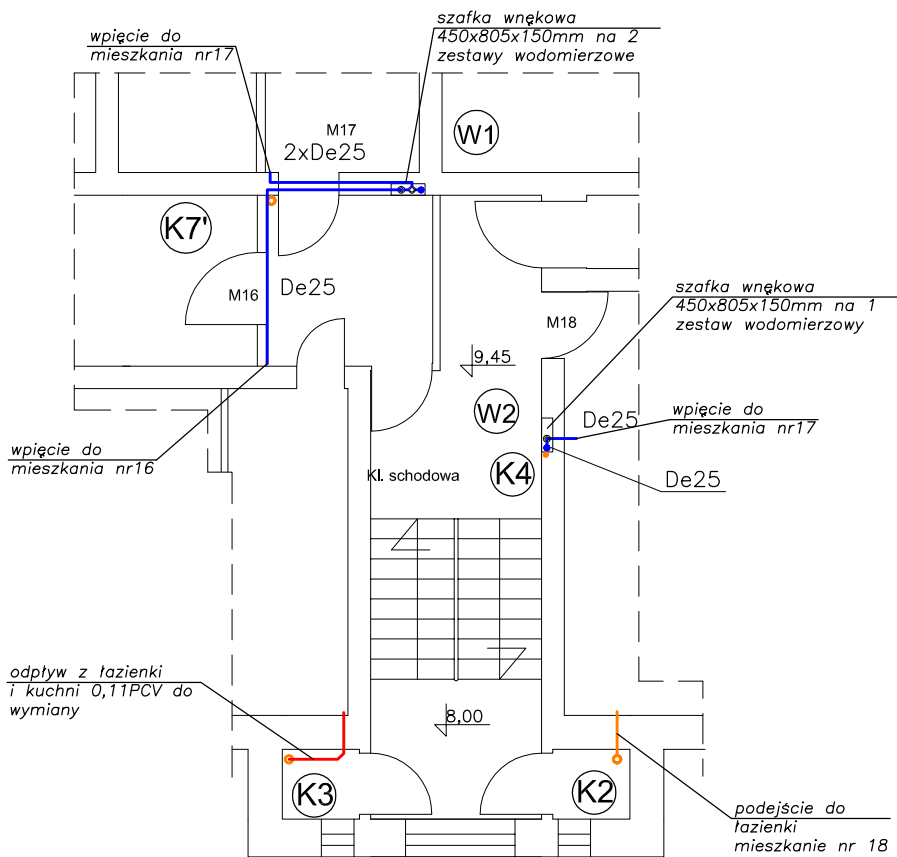 wpięcie do
mieszkania nr17
szafka wnękowa
450x805x150mm na 2
zestawy wodomierzowe
M17
2xDe25
W1
K7'
M16
De25
szafka wnękowa
450x805x150mm na 1
zestaw wodomierzowy
M18
9,45
W2
De25
wpięcie do
mieszkania nr17
wpięcie do
mieszkania nr16
Kl. schodowa
K4
De25
odpływ z łazienki
i kuchni 0,11PCV do
wymiany
8,00
K3
K2
podejście do
łazienki
mieszkanie nr 18